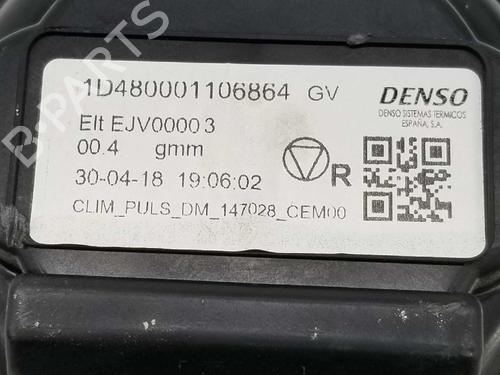 1D480001106864 GV
DENSO
DENSO SISTEMAS TERMICOS
ESPAÑA, S.A.
Elt EJV00003
00.4 gmm
30-04-18 19:06:02
R
CLIM_PULS_DM_147028_CEM00
B-PARTS